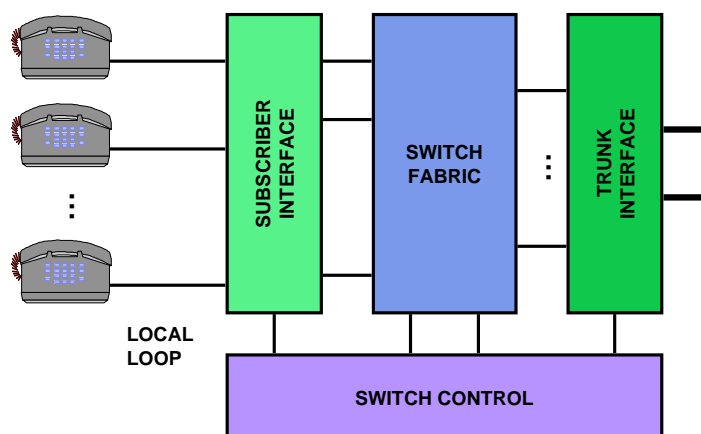 SUBSCRIBER
INTERFACE
SWITCH
FABRIC
TRUNK
INTERFACE
...
...
LOCAL
LOOP
SWITCH CONTROL